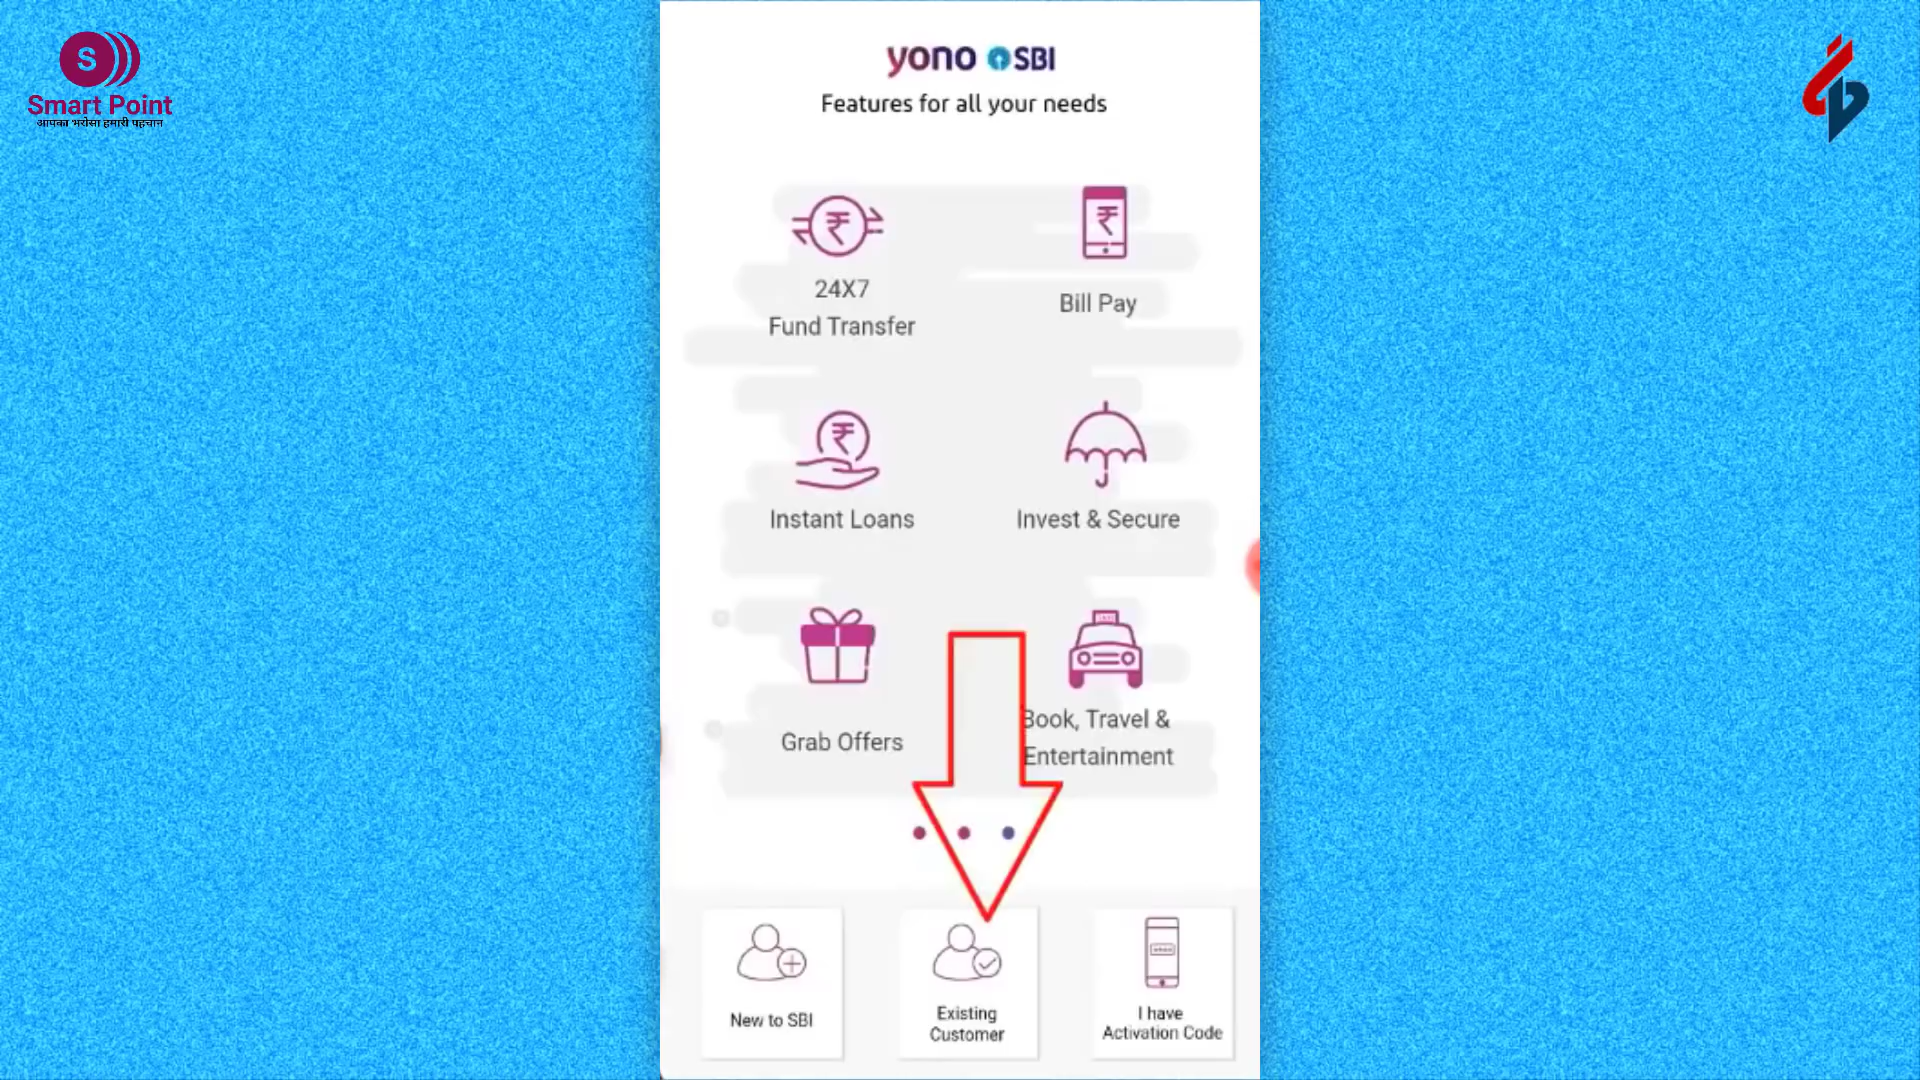 S
Smart Point
आपका भरोसा हमारी पहचान
yono SBI
Features for all your needs
24X7
Fund Transfer
Bill Pay
Instant Loans
Invest & Secure
Grab Offers
Book, Travel &
Entertainment
New to SBI
Existing
Customer
I have
Activation Code